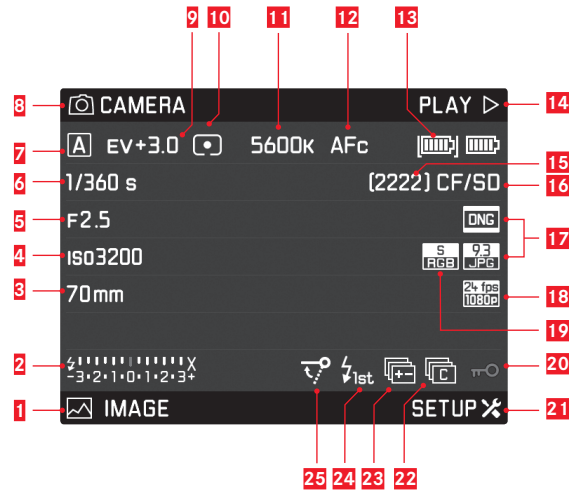 9 10 11 12 13
8 CAMERA PLAY 14
7 A EV+3.0 5600K AFc
15
6 1/360 s [2222] CF/SD 16
5 F2.5 DNG
17
4 ISO3200 S RGB 9.3 JPG
3 70mm 24 fps 1080p 18
19
2 -3·2·1·0·1·2·3+ 1st +- C 20
1 IMAGE SETUP 21
25 24 23 22